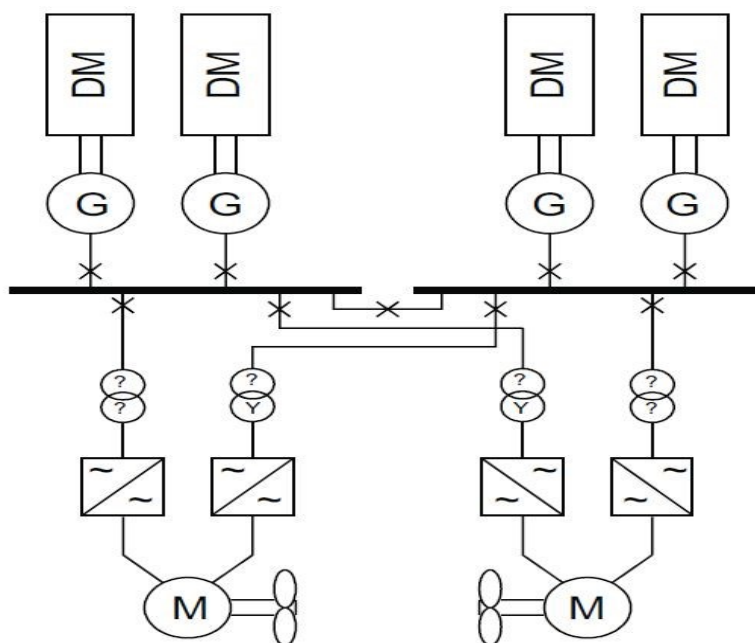 DM DM DM DM
G G G G
? ? ? ?
? Y Y ?
~ ~ ~ ~
~ ~ ~ ~
M M